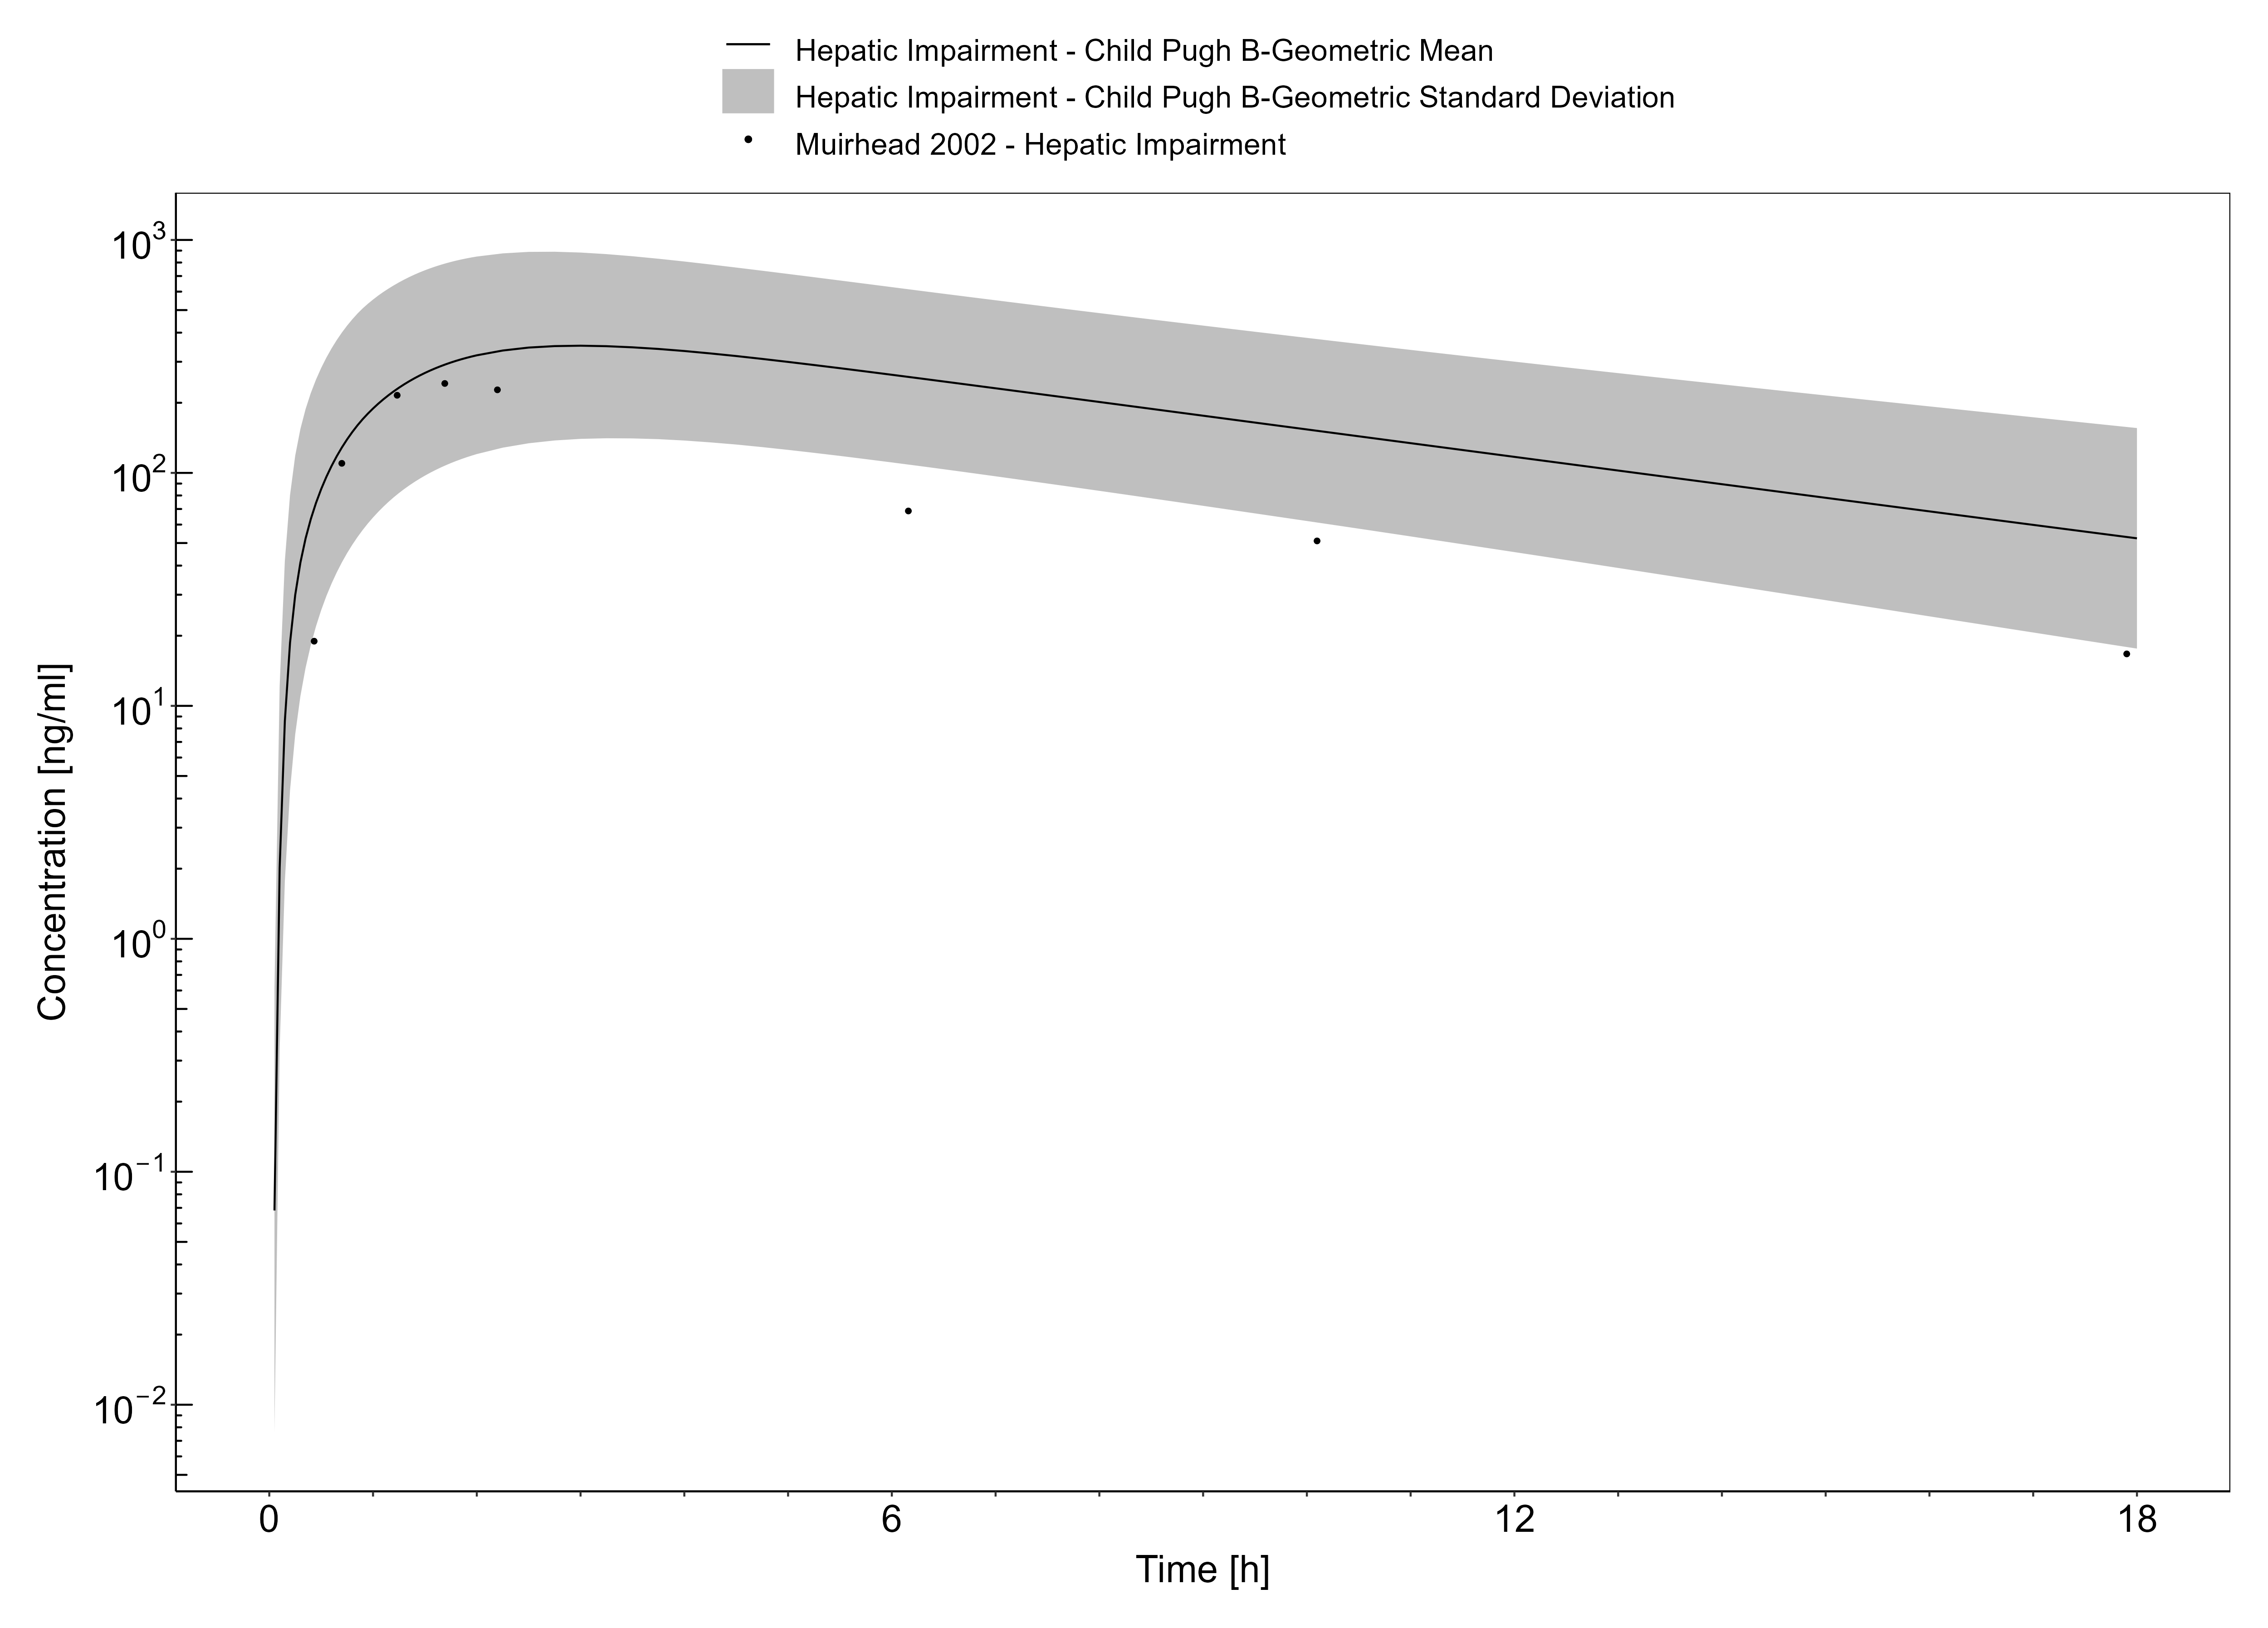 Hepatic Impairment - Child Pugh B-Geometric Mean
Hepatic Impairment - Child Pugh B-Geometric Standard Deviation
Muirhead 2002 - Hepatic Impairment
10³
10²
10¹
10⁰
10⁻¹
10⁻²
Concentration [ng/ml]
0 6 12 18
Time [h]